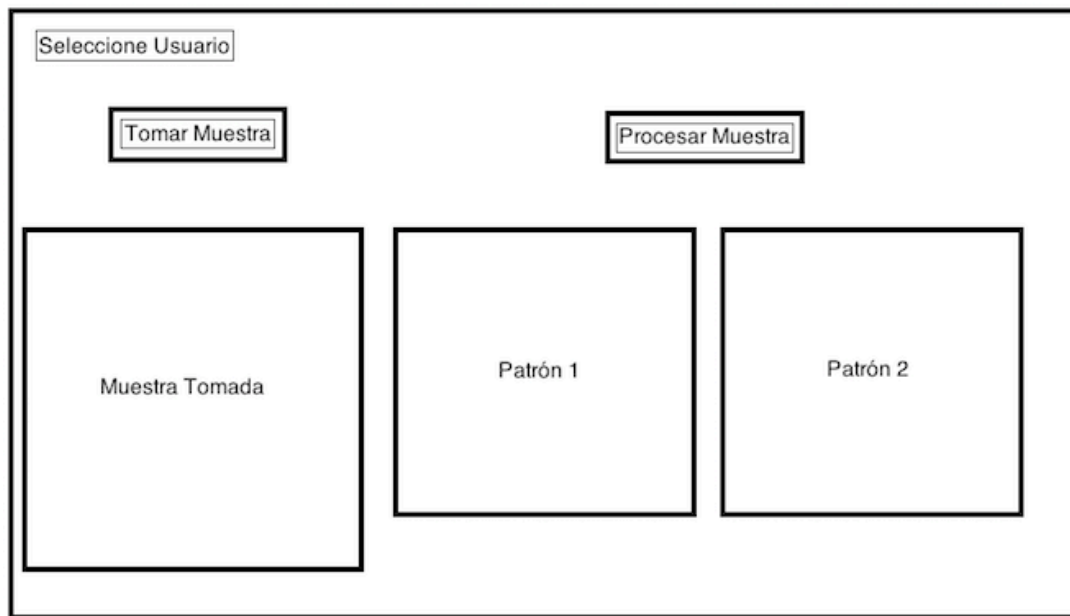 Seleccione Usuario
Tomar Muestra
Procesar Muestra
Muestra Tomada
Patrón 1
Patrón 2